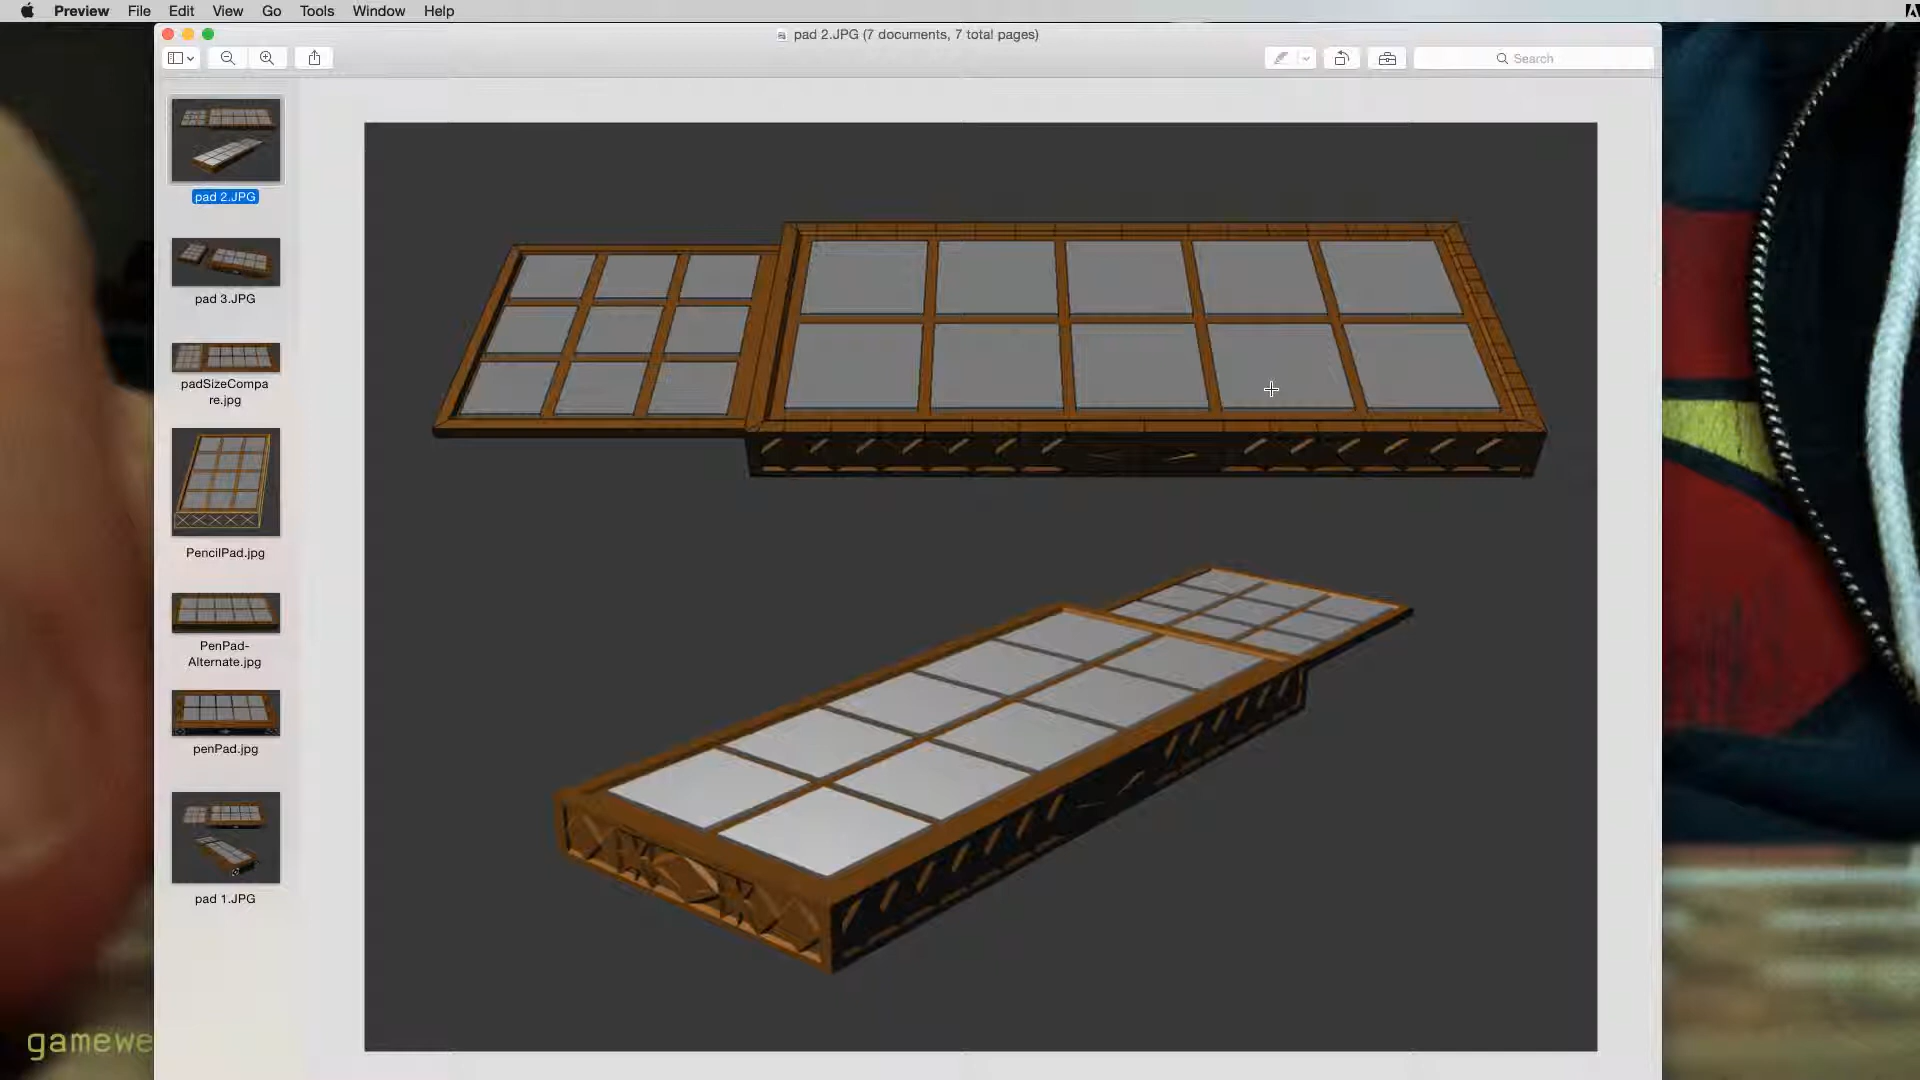 Preview File Edit View Go Tools Window Help
pad 2.JPG (7 documents, 7 total pages)
Search
pad 2.JPG
pad 3.JPG
padSizeCompa
re.jpg
PencilPad.jpg
PenPad-
Alternate.jpg
penPad.jpg
pad 1.JPG
gamewe